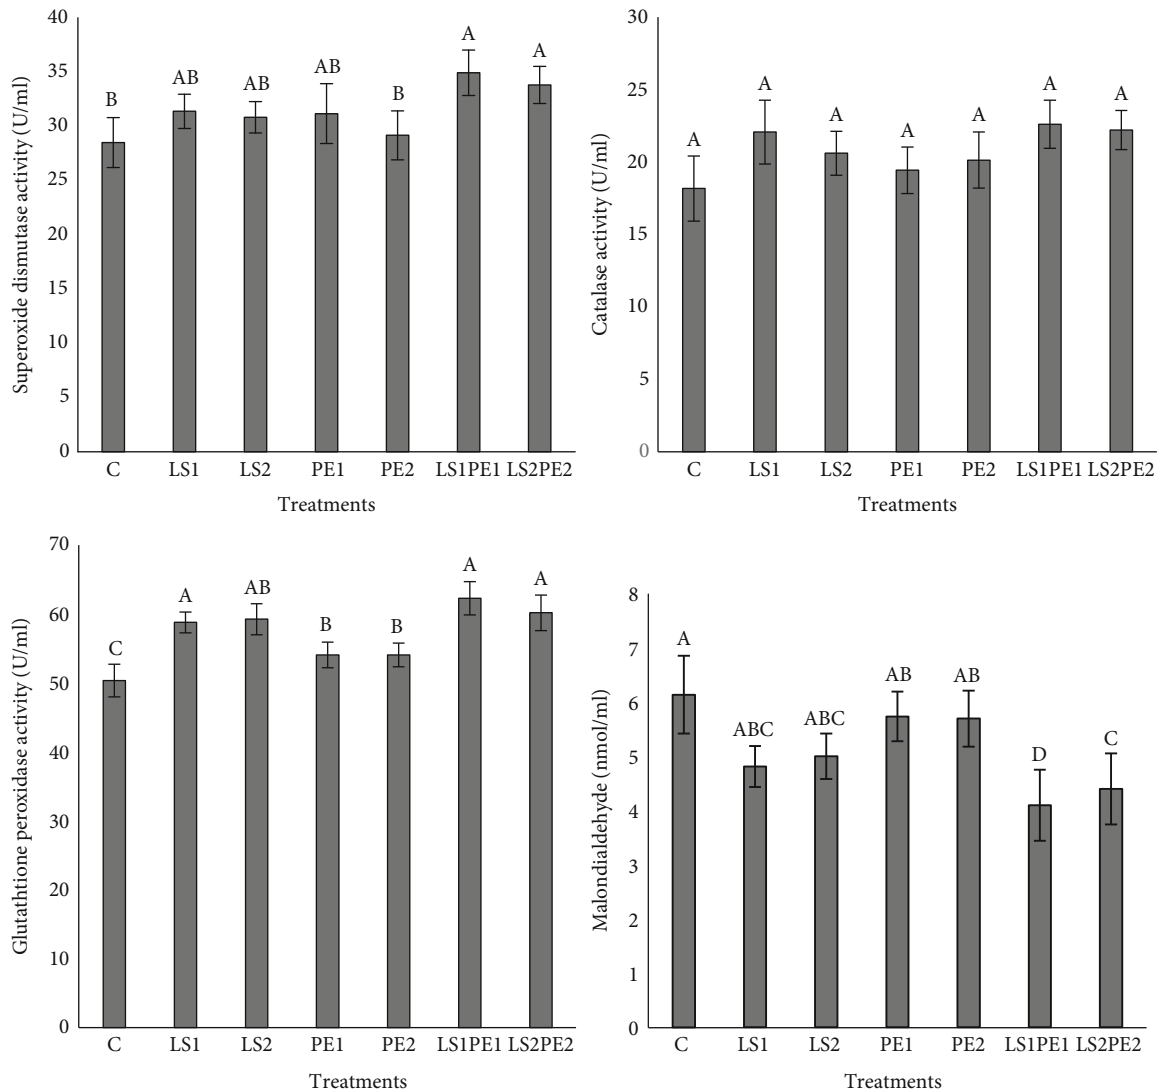 Superoxide dismutase activity (U/ml)
40
35
30
25
20
15
10
5
0
B
AB
AB
AB
B
A
A
C LS1 LS2 PE1 PE2 LS1PE1 LS2PE2
Treatments
Catalase activity (U/ml)
30
25
20
15
10
5
0
A
A
A
A
A
A
A
C LS1 LS2 PE1 PE2 LS1PE1 LS2PE2
Treatments
Glutathtione peroxidase activity (U/ml)
70
60
50
40
30
20
10
0
C
A
AB
B
B
A
A
C LS1 LS2 PE1 PE2 LS1PE1 LS2PE2
Treatments
Malondialdehyde (nmol/ml)
8
7
6
5
4
3
2
1
0
A
ABC
ABC
AB
AB
D
C
C LS1 LS2 PE1 PE2 LS1PE1 LS2PE2
Treatments